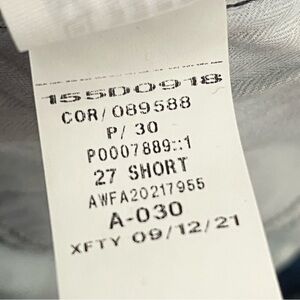 155D0918
COR/089588
P/ 30
P0007889::1
27 SHORT
AWFA20217955
A-030
XFTY 09/12/21